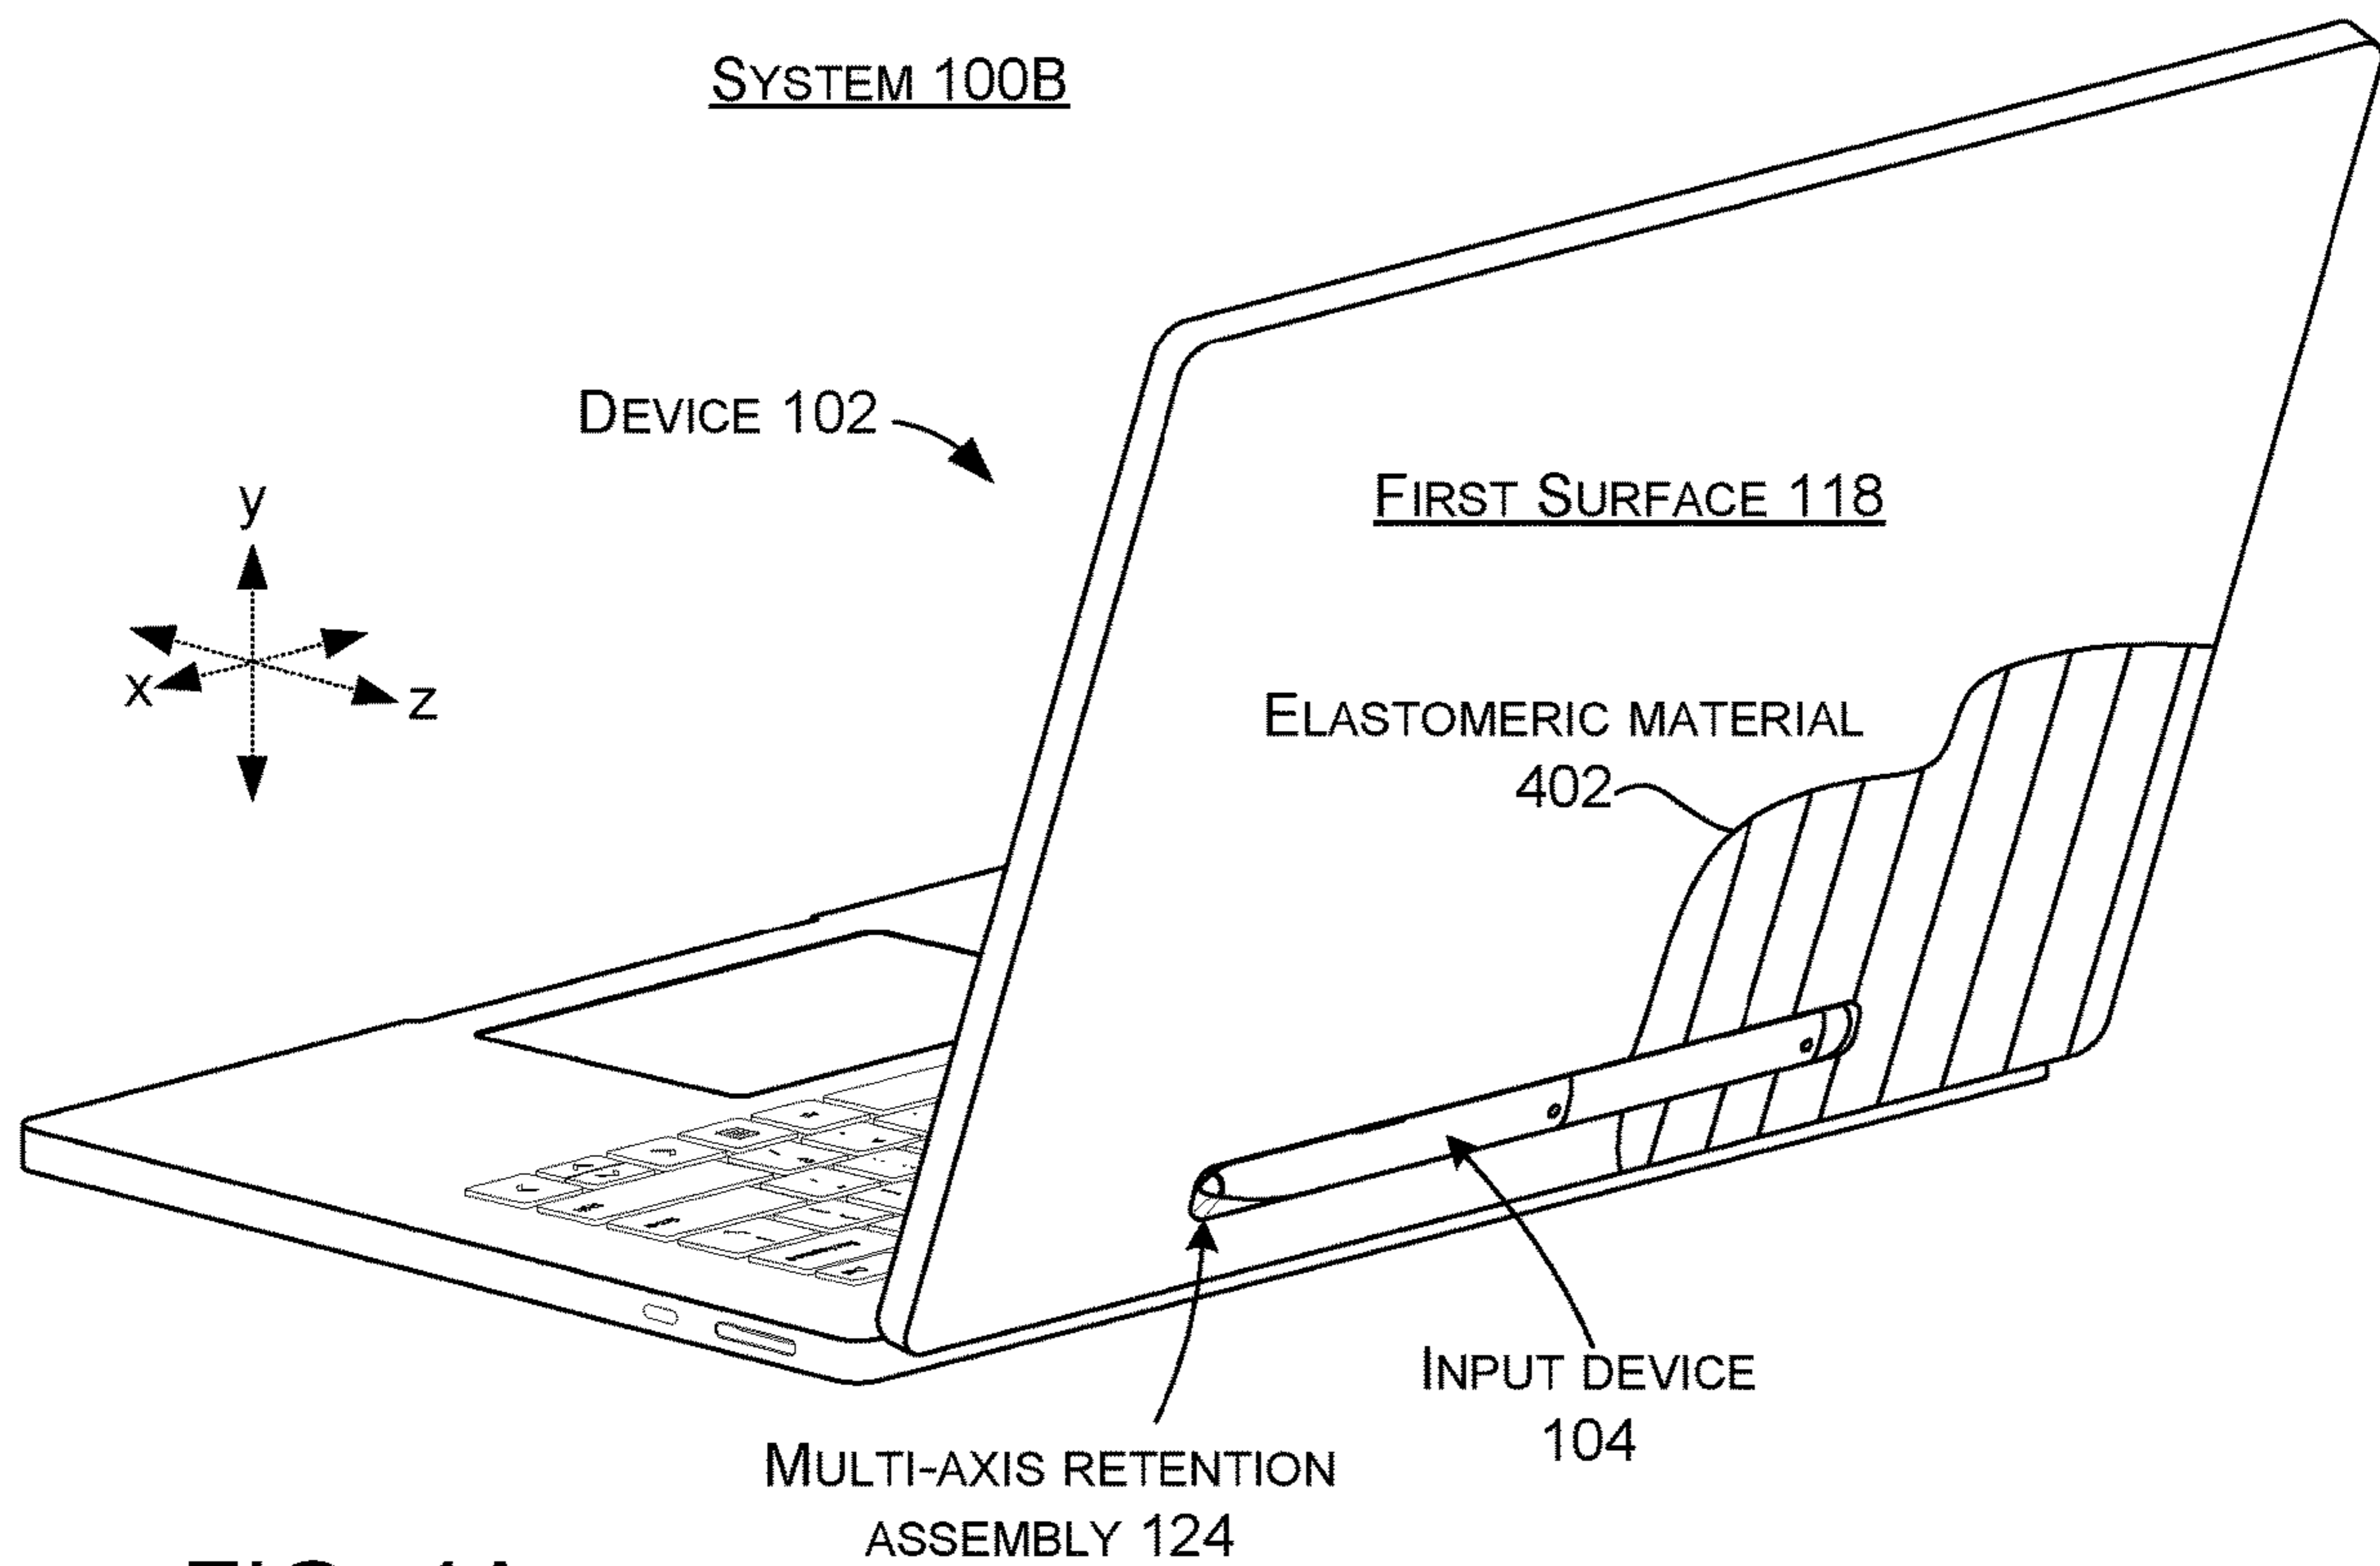 SYSTEM 100B
DEVICE 102
FIRST SURFACE 118
y
x
z
ELASTOMERIC MATERIAL
402
INPUT DEVICE
104
MULTI-AXIS RETENTION
ASSEMBLY 124